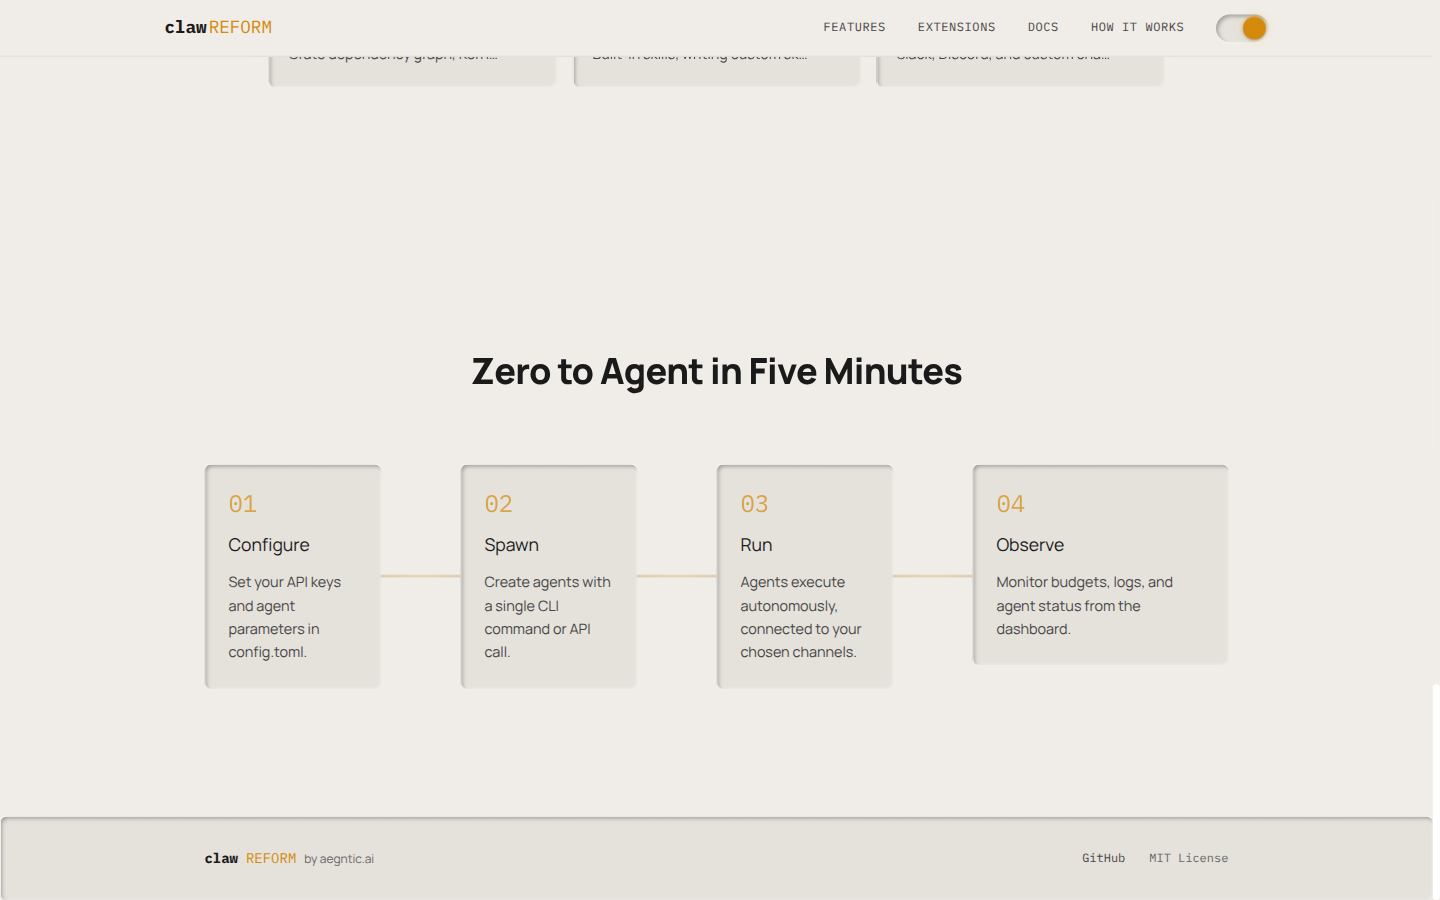 clawREFORM
FEATURES EXTENSIONS DOCS HOW IT WORKS
Zero to Agent in Five Minutes
01
Configure
Set your API keys
and agent
parameters in
config.toml.
02
Spawn
Create agents with
a single CLI
command or API
call.
03
Run
Agents execute
autonomously,
connected to your
chosen channels.
04
Observe
Monitor budgets, logs, and
agent status from the
dashboard.
claw REFORM by aegntic.ai
GitHub MIT License